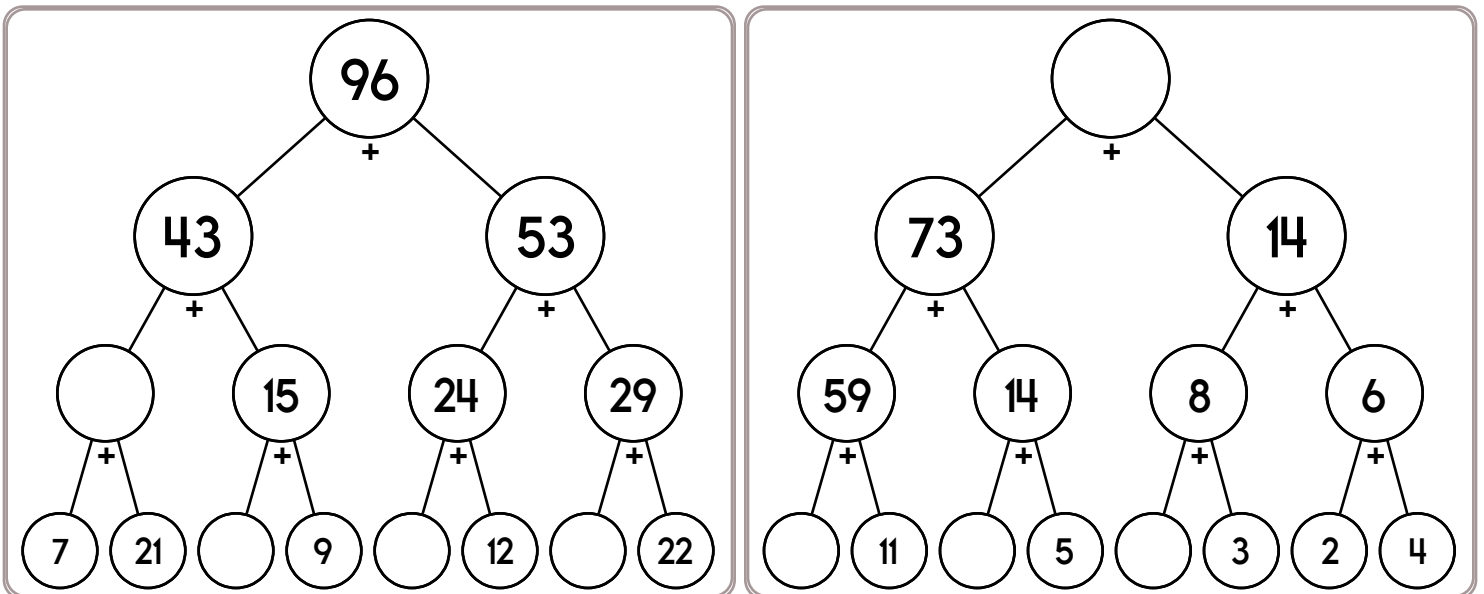 96
+
43 53
+ +
15 24 29
+ + + +
7 21 9 12 22
+
73 14
+ +
59 14 8 6
+ + + +
11 5 3 2 4